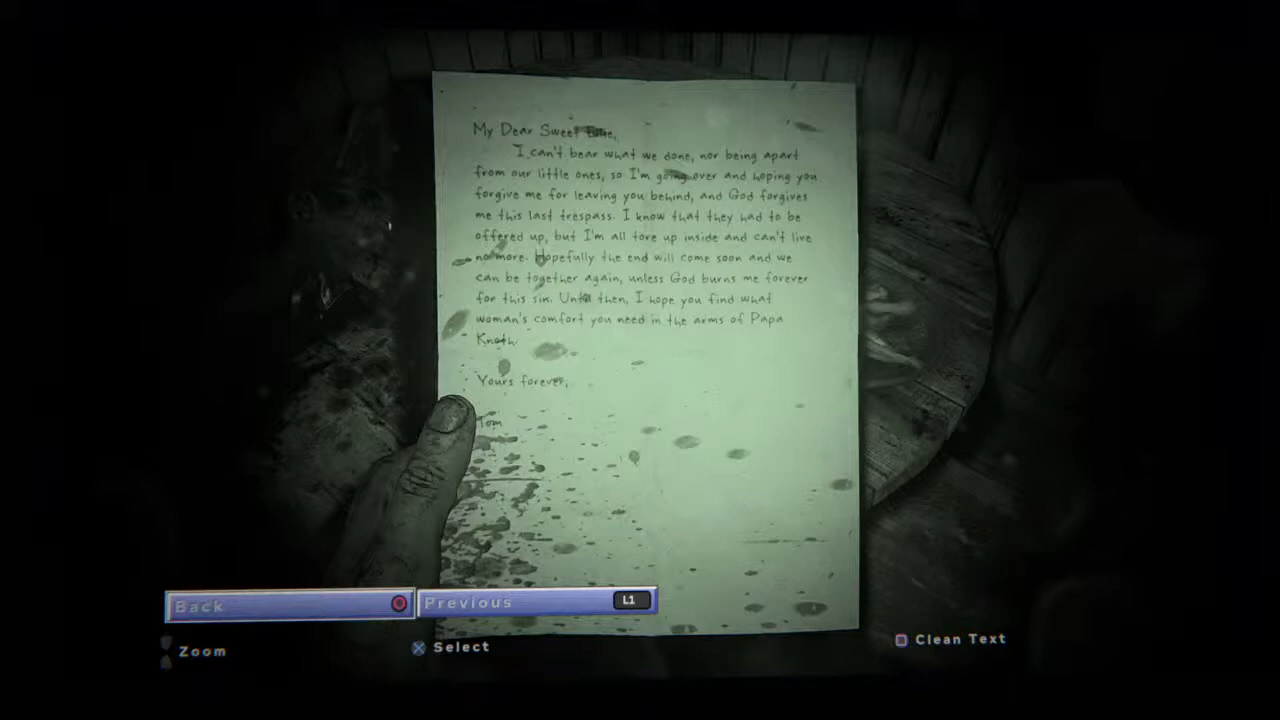 My Dear Sweet
I can't bear what we done, nor being apart
from our little ones, so I'm going over and hoping you
forgive me for leaving you behind, and God forgives
me this last trespass. I know that they had to be
offered up, but I'm all tore up inside and can't live
no more. Hopefully the end will come soon and we
can be together again, unless God burns me forever
for this sin. Until then, I hope you find what
woman's comfort you need in the arms of Papa
Knoth.
Yours forever,
Tom
Back
Previous L1
Zoom
Select
Clean Text